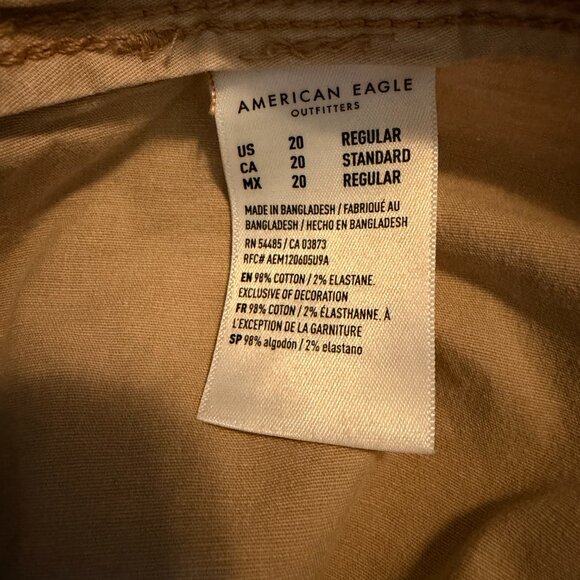 AMERICAN EAGLE
OUTFITTERS
US 20 REGULAR
CA 20 STANDARD
MX 20 REGULAR
MADE IN BANGLADESH / FABRIQUÉ AU
BANGLADESH / HECHO EN BANGLADESH
RN 54485 / CA 03873
RFC# AEM120605U9A
EN 98% COTTON / 2% ELASTANE.
EXCLUSIVE OF DECORATION
FR 98% COTON / 2% ÉLASTHANNE. À
L'EXCEPTION DE LA GARNITURE
SP 98% algodón / 2% elastano